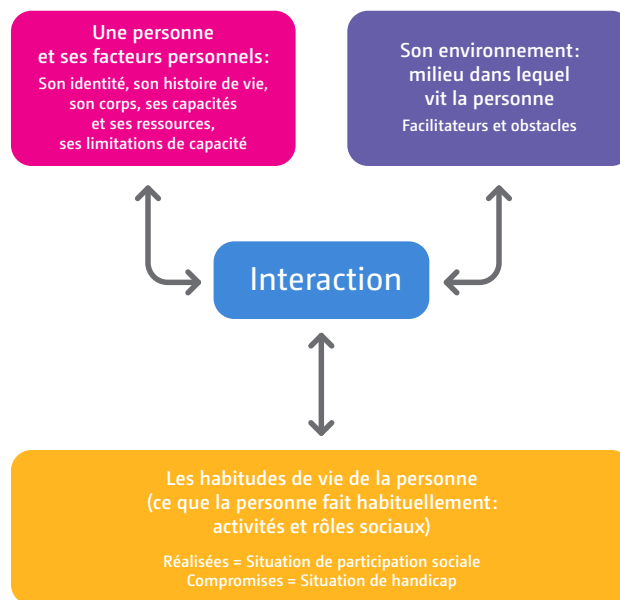 Une personne
et ses facteurs personnels:
Son identité, son histoire de vie,
son corps, ses capacités
et ses ressources,
ses limitations de capacité
Son environnement:
milieu dans lequel
vit la personne
Facilitateurs et obstacles
Interaction
Les habitudes de vie de la personne
(ce que la personne fait habituellement:
activités et rôles sociaux)
Réalisées = Situation de participation sociale
Compromises = Situation de handicap